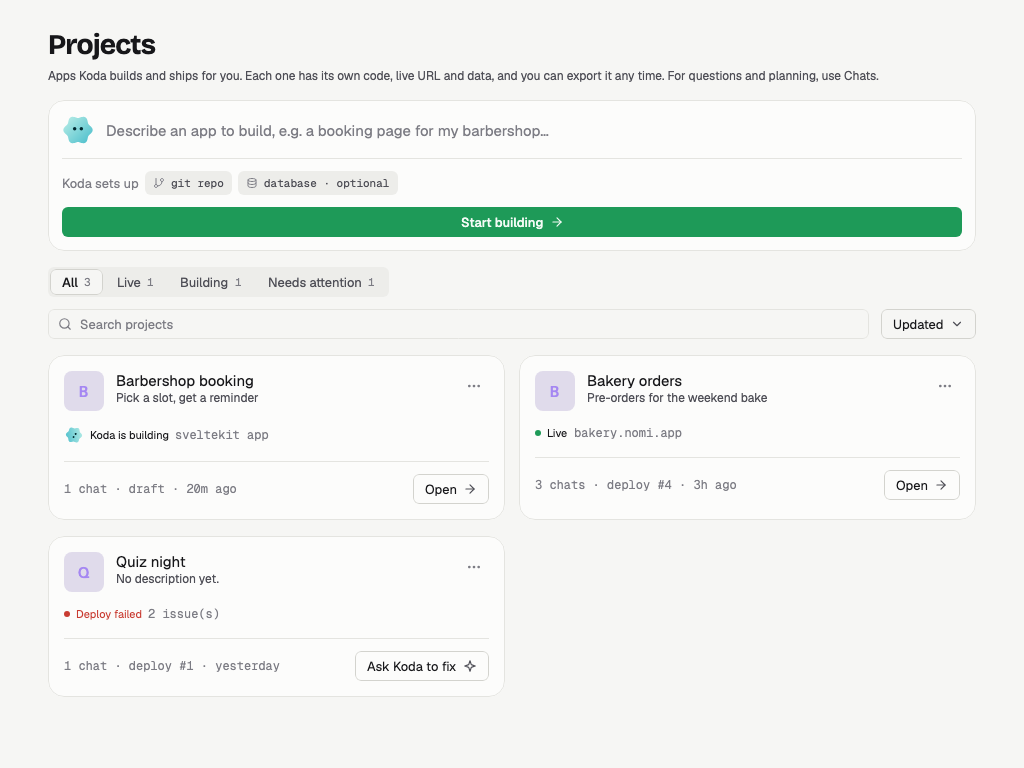 Projects
Apps Koda builds and ships for you. Each one has its own code, live URL and data, and you can export it any time. For questions and planning, use Chats.
Describe an app to build, e.g. a booking page for my barbershop…
Koda sets up git repo database · optional
Start building →
All 3 Live 1 Building 1 Needs attention 1
Search projects Updated
B Barbershop booking
Pick a slot, get a reminder
Koda is building sveltekit app
1 chat · draft · 20m ago Open →
B Bakery orders
Pre-orders for the weekend bake
Live bakery.nomi.app
3 chats · deploy #4 · 3h ago Open →
Q Quiz night
No description yet.
Deploy failed 2 issue(s)
1 chat · deploy #1 · yesterday Ask Koda to fix